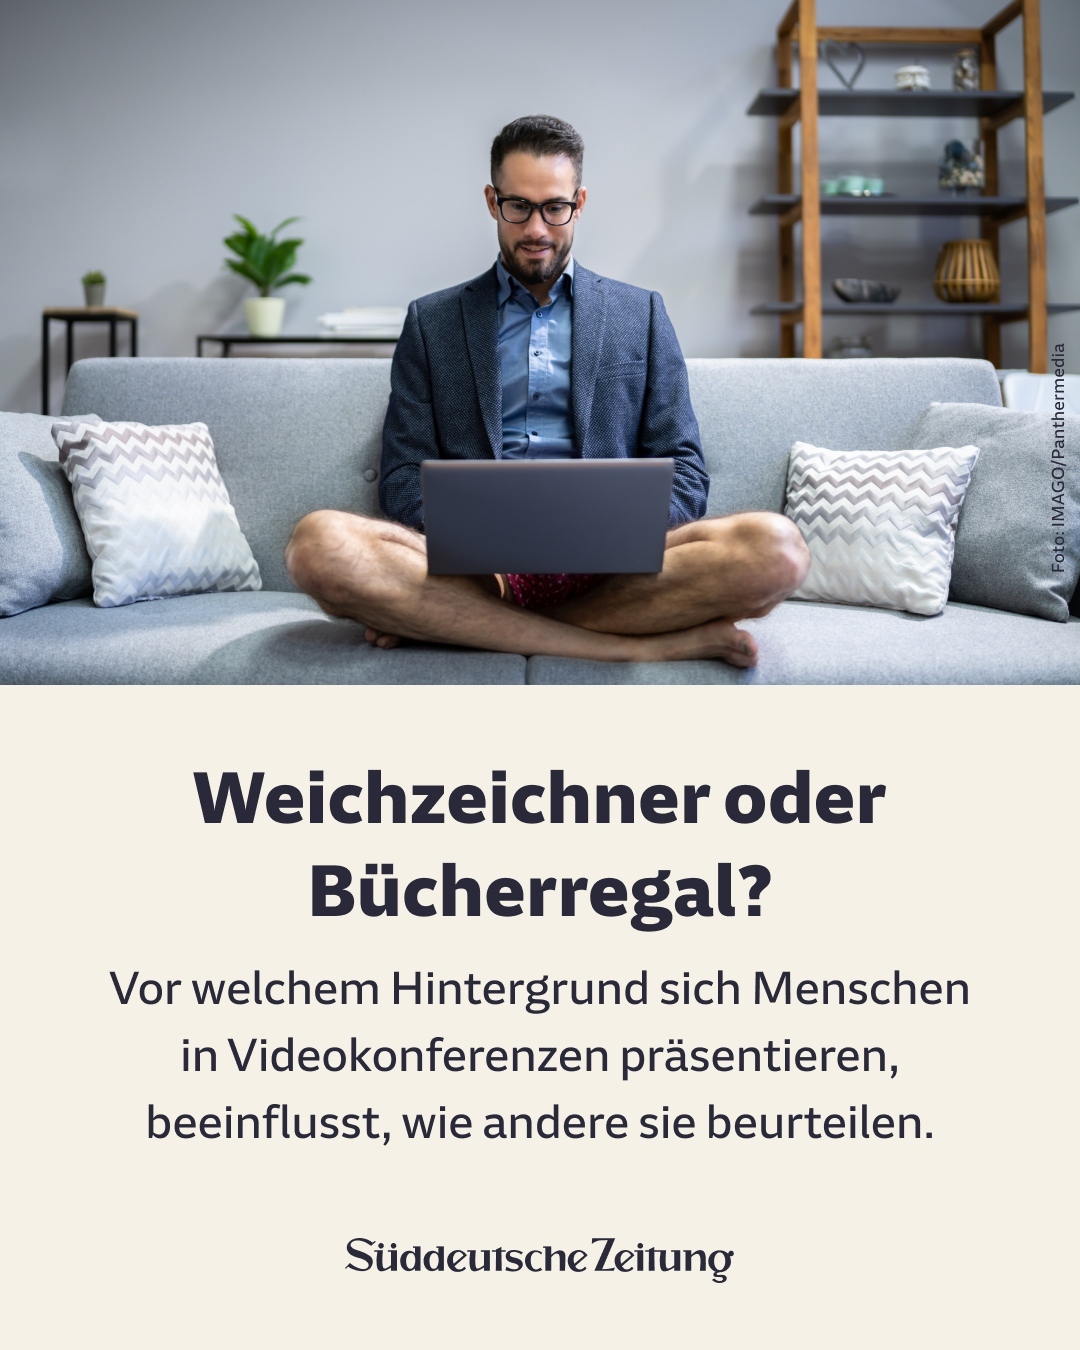 Foto: IMAGO/Panthermedia
Weichzeichner oder
Bücherregal?
Vor welchem Hintergrund sich Menschen
in Videokonferenzen präsentieren,
beeinflusst, wie andere sie beurteilen.
Süddeutsche Zeitung